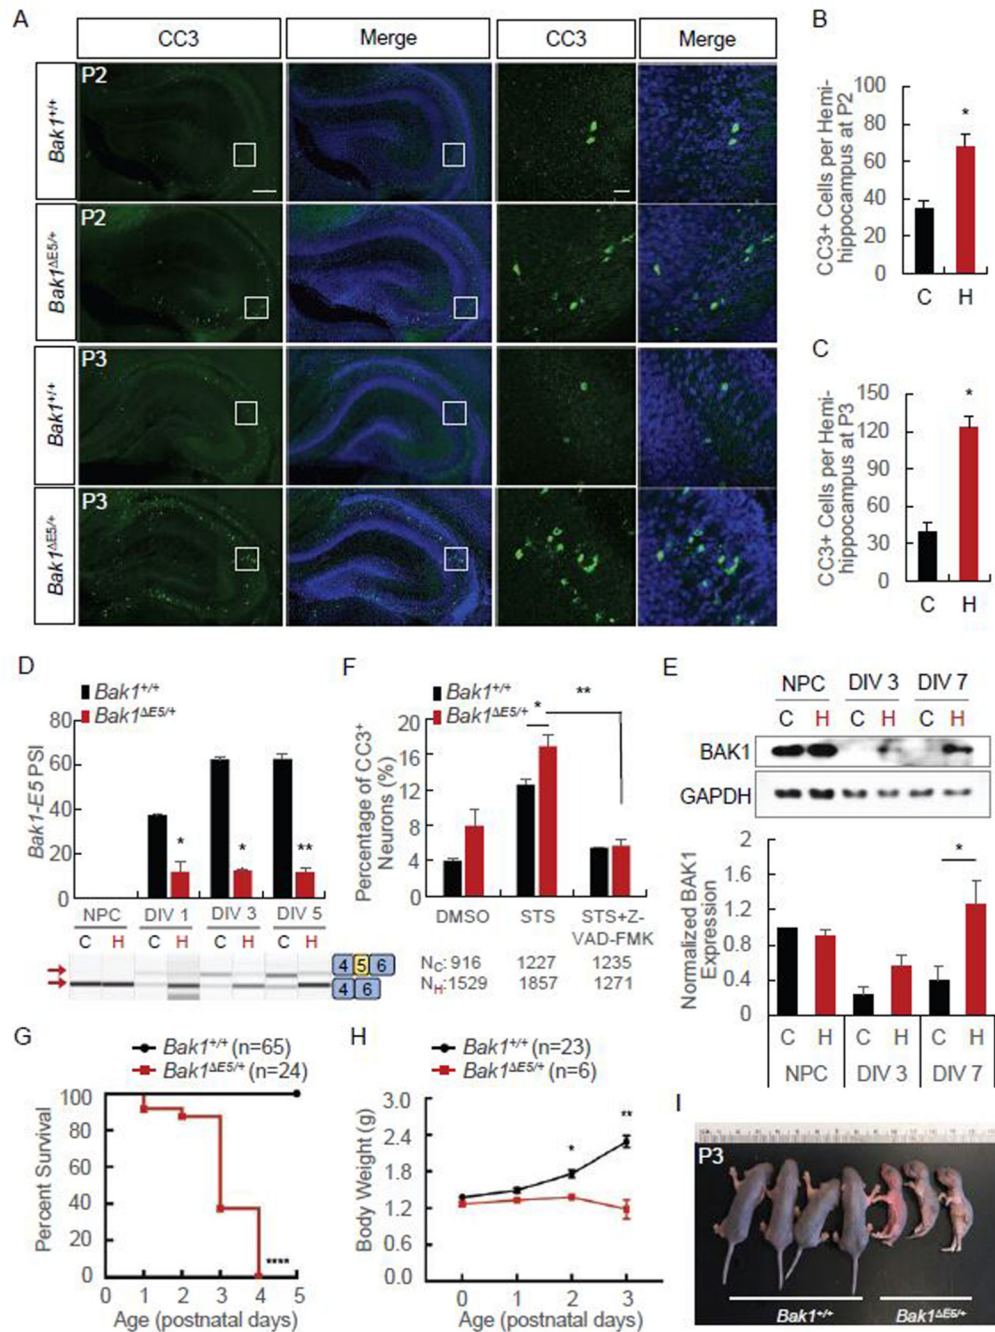 A
CC3
Merge
CC3
Merge
Bak1+/+
P2
Bak1ΔE5/+
P2
Bak1+/+
P3
Bak1ΔE5/+
P3
B
CC3+ Cells per Hemi-
hippocampus at P2
100
80
60
40
20
0
*
C H
C
CC3+ Cells per Hemi-
hippocampus at P3
150
120
90
60
30
0
*
C H
D
Bak1+/+
Bak1ΔE5/+
Bak1-E5 PSI
80
60
40
20
0
* * **
NPC DIV 1 DIV 3 DIV 5
C H C H C H C H
4 5 6
4 6
F
Bak1+/+
Bak1ΔE5/+
Percentage of CC3+
Neurons (%)
20
16
12
8
4
0
* **
DMSO STS STS+Z-
VAD-FMK
NC: 916 1227 1235
NH:1529 1857 1271
E
NPC DIV 3 DIV 7
C H C H C H
BAK1
GAPDH
Normalized BAK1
Expression
2
1.6
1.2
0.8
0.4
0
*
C H C H C H
NPC DIV 3 DIV 7
G
Bak1+/+ (n=65)
Bak1ΔE5/+ (n=24)
Percent Survival
100
80
60
40
20
0
****
0 1 2 3 4 5
Age (postnatal days)
H
Bak1+/+ (n=23)
Bak1ΔE5/+ (n=6)
Body Weight (g)
3.0
2.4
1.8
1.2
0.6
0.0
* **
0 1 2 3
Age (postnatal days)
I
P3
Bak1+/+ Bak1ΔE5/+